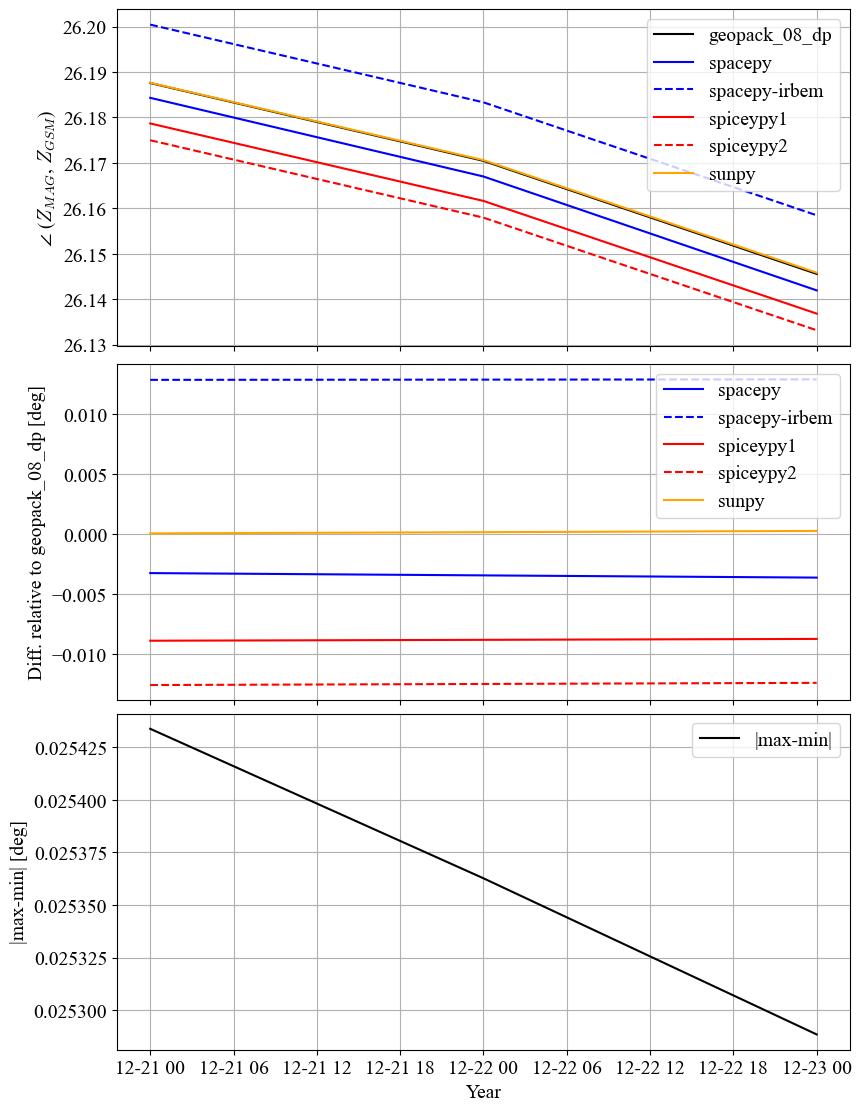 26.20
26.19
26.18
26.17
26.16
26.15
26.14
26.13
∠ (Z_MAG, Z_GSM)
geopack_08_dp
spacepy
spacepy-irbem
spiceypy1
spiceypy2
sunpy
0.010
0.005
0.000
−0.005
−0.010
Diff. relative to geopack_08_dp [deg]
spacepy
spacepy-irbem
spiceypy1
spiceypy2
sunpy
0.025425
0.025400
0.025375
0.025350
0.025325
0.025300
|max-min| [deg]
|max-min|
12-21 00 12-21 06 12-21 12 12-21 18 12-22 00 12-22 06 12-22 12 12-22 18 12-23 00
Year